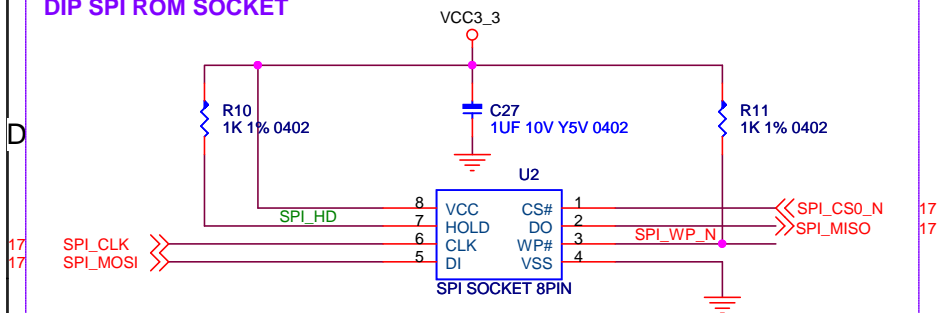 DIP SPI ROM SOCKET
VCC3_3
R10
1K 1% 0402
C27
1UF 10V Y5V 0402
R11
1K 1% 0402
D
U2
8 VCC CS# 1 SPI_CS0_N 17
SPI_HD 7 HOLD DO 2 SPI_MISO 17
17 SPI_CLK 6 CLK WP# 3 SPI_WP_N
17 SPI_MOSI 5 DI VSS 4
SPI SOCKET 8PIN